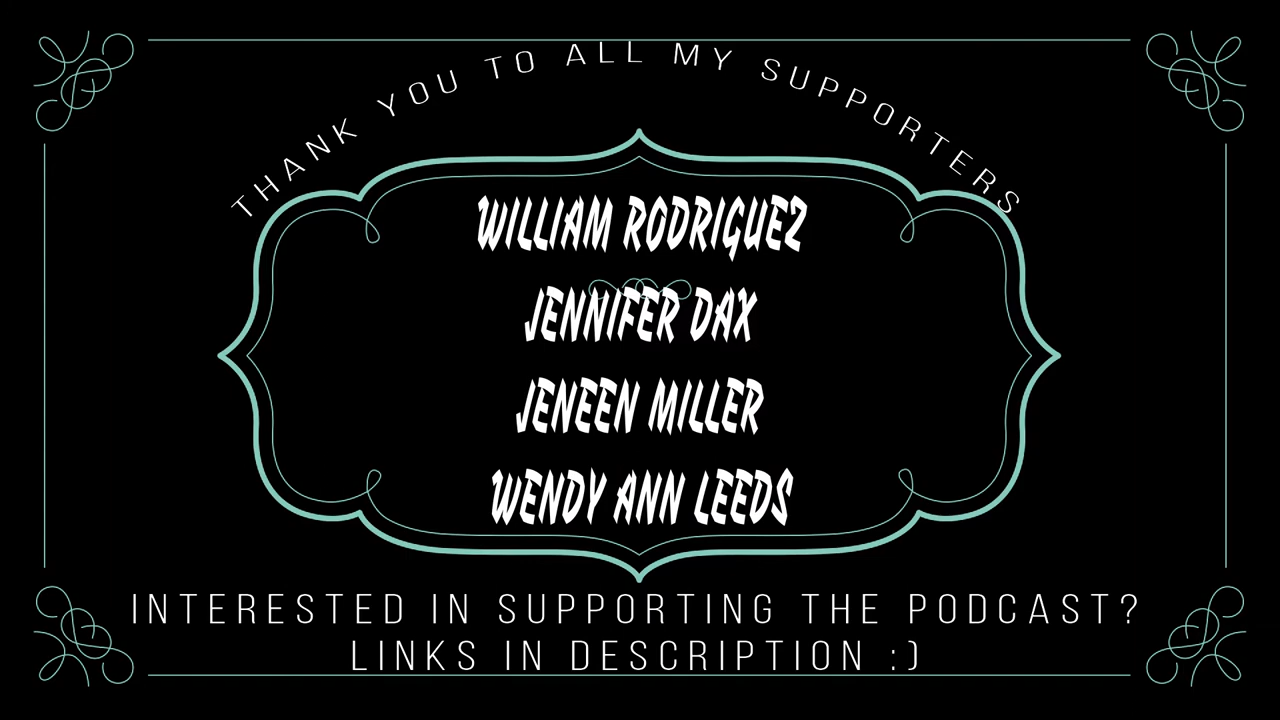 THANK YOU TO ALL MY SUPPORTERS
WILLIAM RODRIGUEZ
JENNIFER DAX
JENEEN MILLER
WENDY ANN LEEDS
INTERESTED IN SUPPORTING THE PODCAST?
LINKS IN DESCRIPTION :)